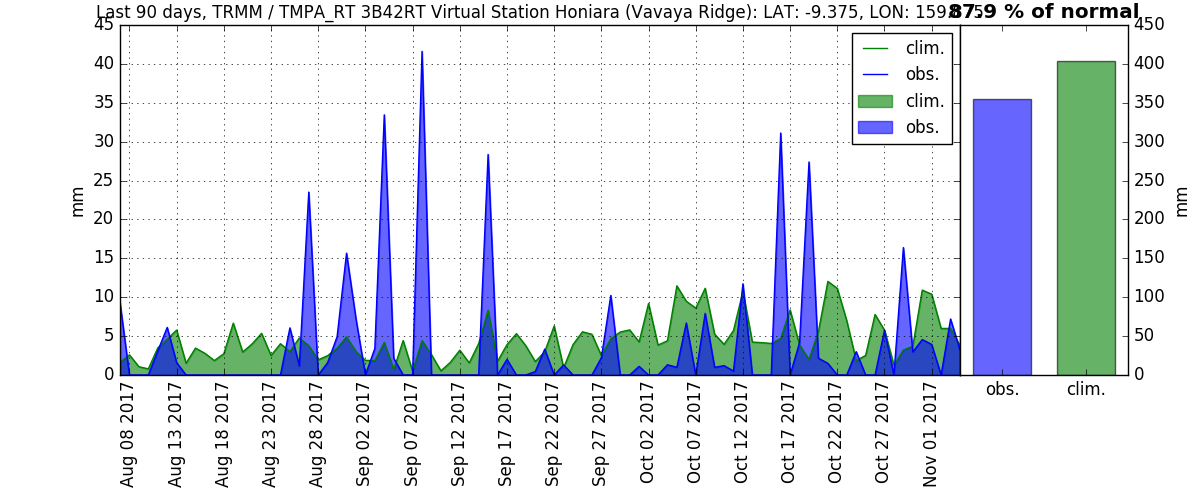 Last 90 days, TRMM / TMPA_RT 3B42RT Virtual Station Honiara (Vavaya Ridge): LAT: -9.375, LON:
87.9 % of normal
45
40
35
30
25
20
15
10
5
0
mm
clim.
obs.
clim.
obs.
Aug 08 2017
Aug 13 2017
Aug 18 2017
Aug 23 2017
Aug 28 2017
Sep 02 2017
Sep 07 2017
Sep 12 2017
Sep 17 2017
Sep 22 2017
Sep 27 2017
Oct 02 2017
Oct 07 2017
Oct 12 2017
Oct 17 2017
Oct 22 2017
Oct 27 2017
Nov 01 2017
450
400
350
300
250
200
150
100
50
0
mm
obs.
clim.